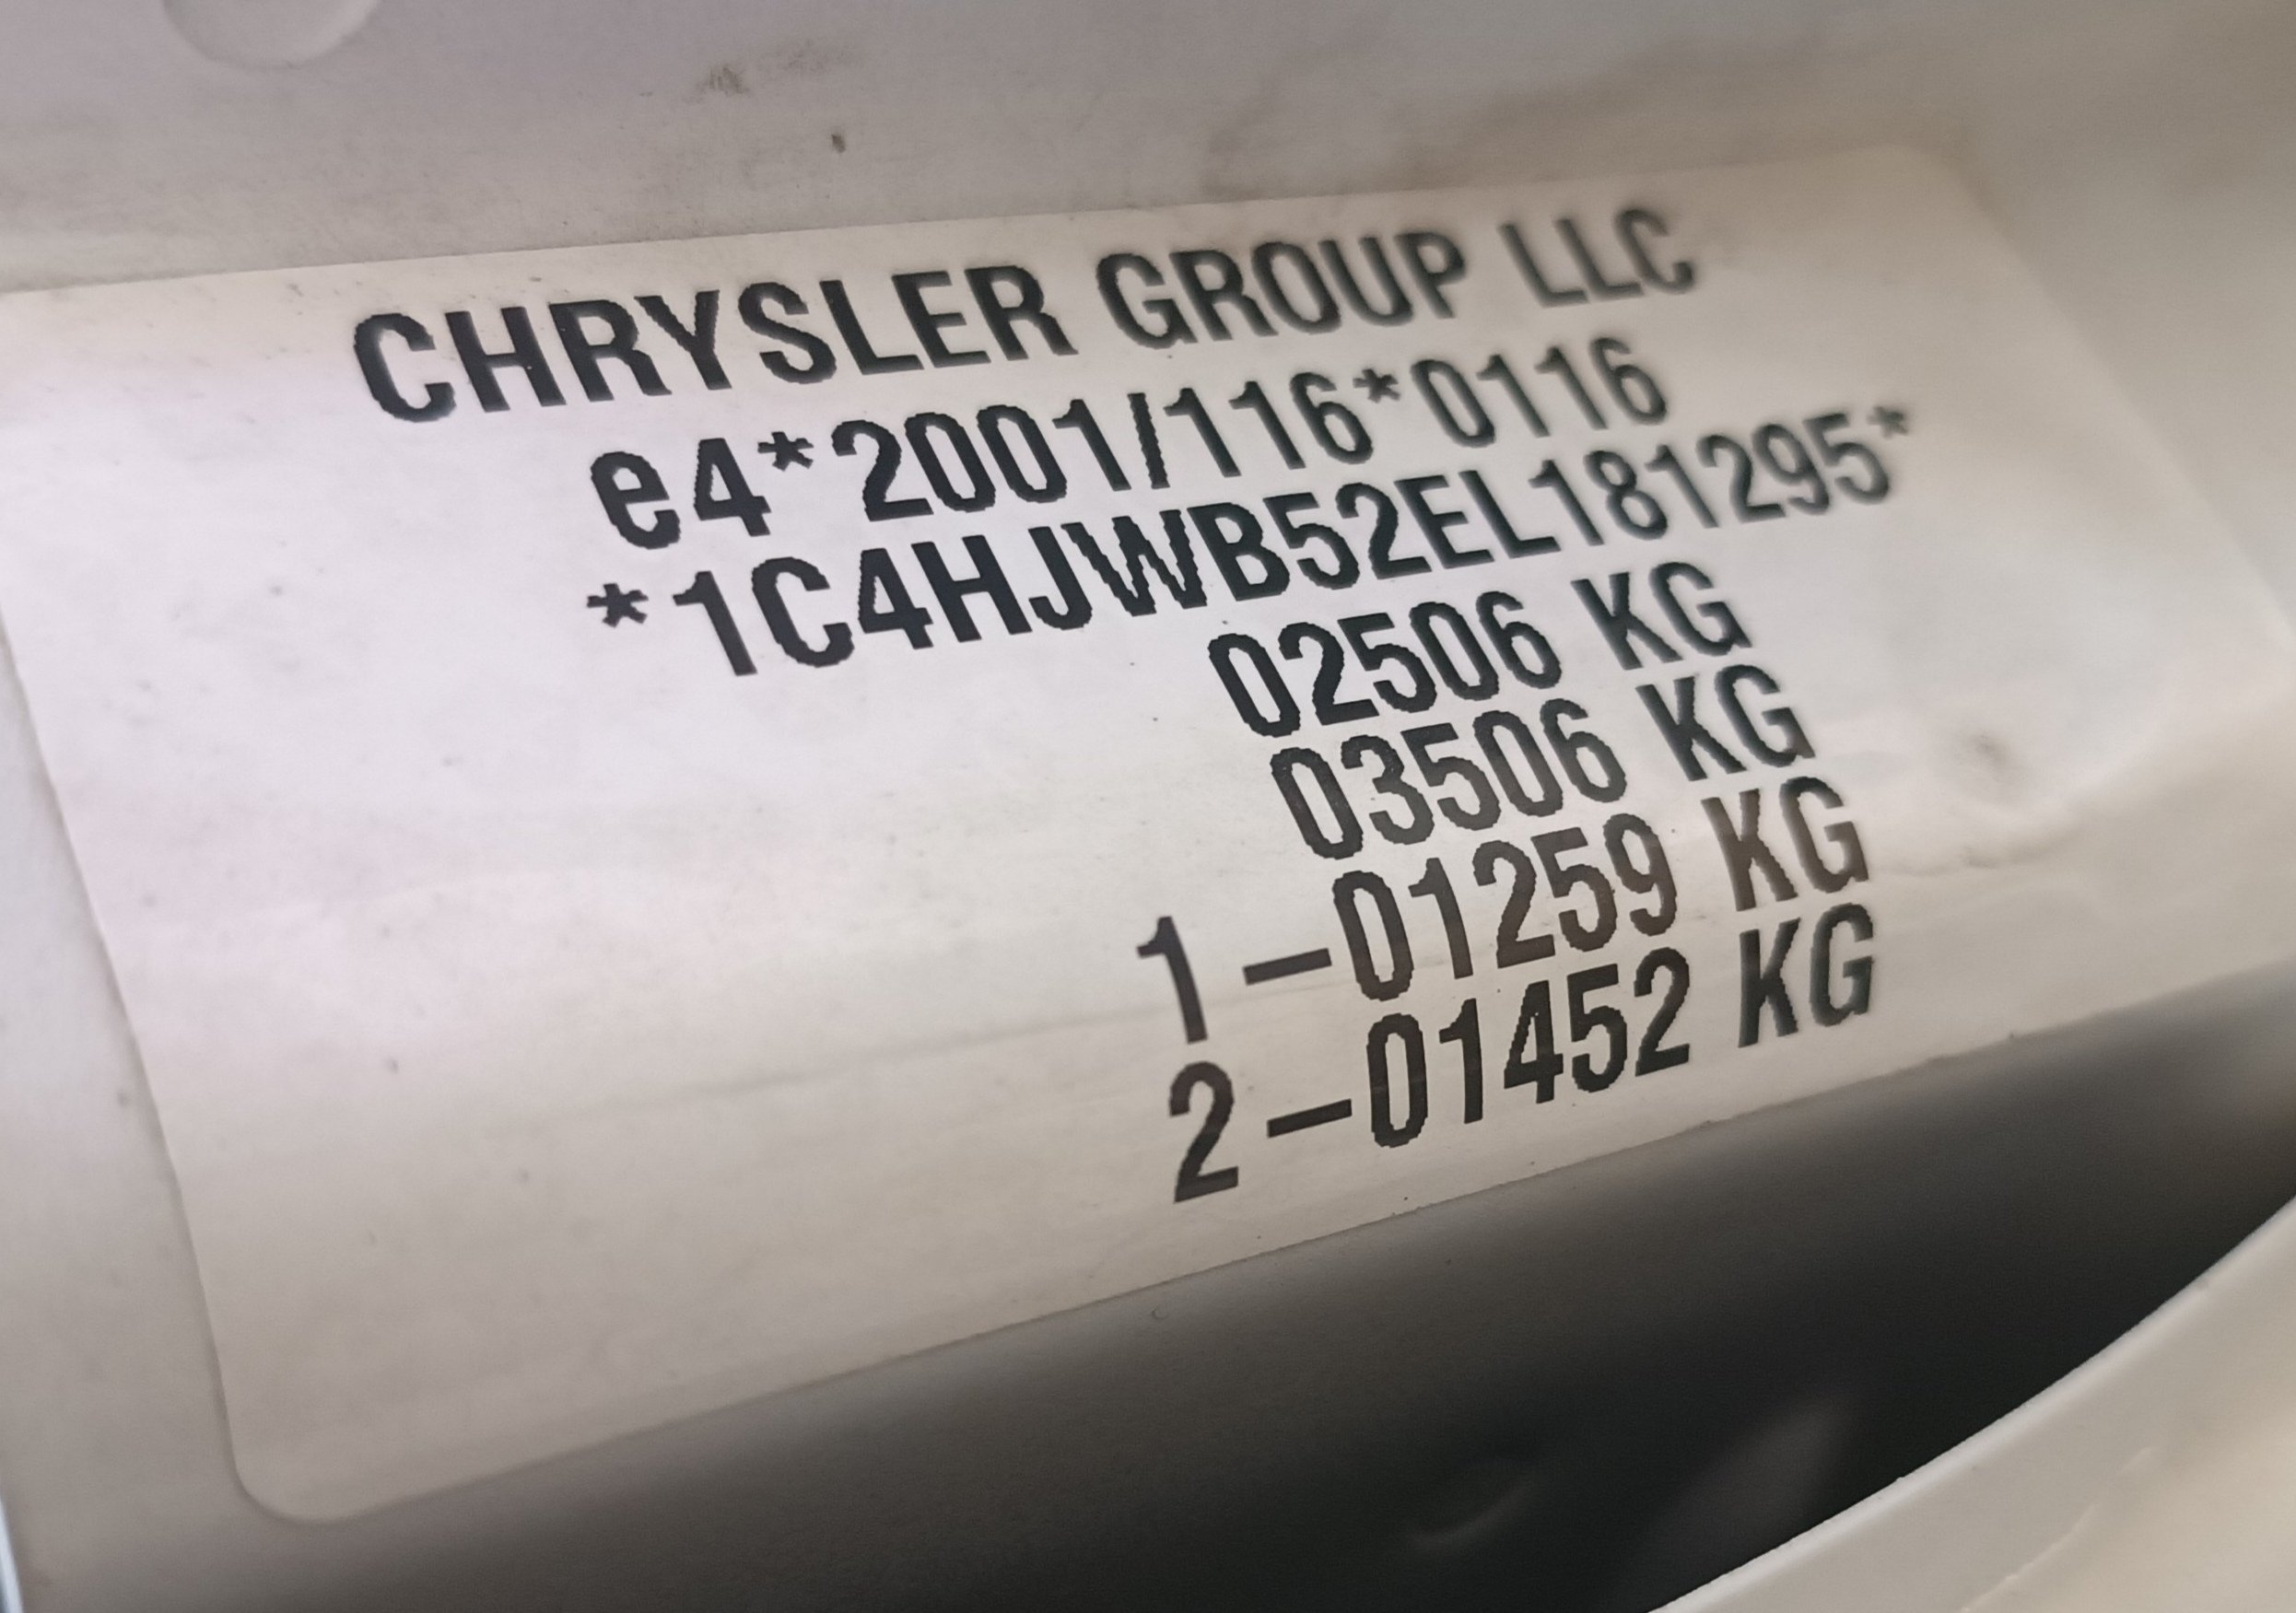 CHRYSLER GROUP LLC
e4*2001/116*0116
*1C4HJWB52EL181295*
02506 KG
03506 KG
1-01259 KG
2-01452 KG